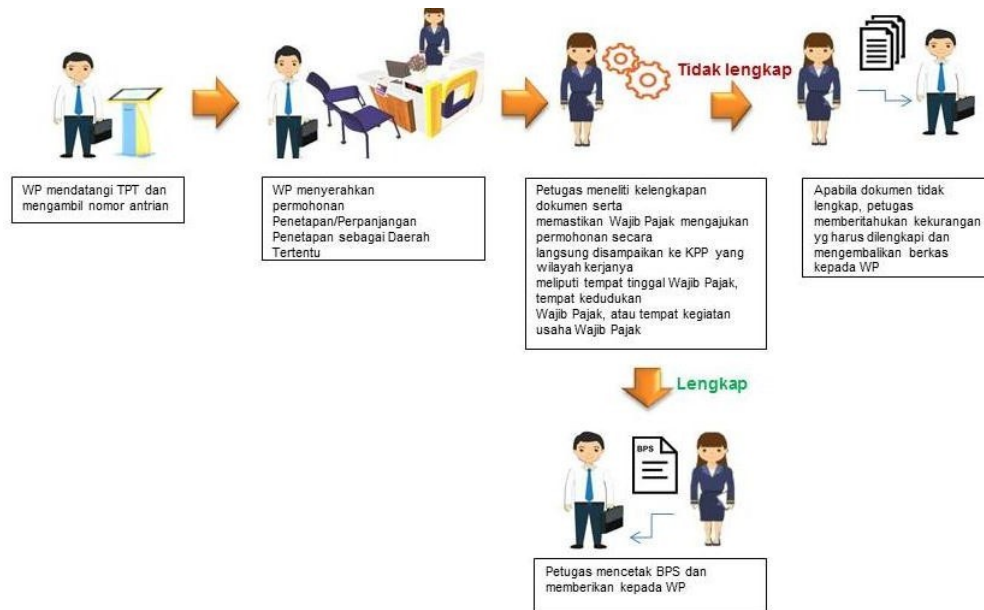 Tidak lengkap
WP mendatangi TPT dan
mengambil nomor antrian
WP menyerahkan
permohonan
Penetapan/Perpanjangan
Penetapan sebagai Daerah
Tertentu
Petugas meneliti kelengkapan
dokumen serta
memastikan Wajib Pajak mengajukan
permohonan secara
langsung disampaikan ke KPP yang
wilayah kerjanya
meliputi tempat tinggal Wajib Pajak,
tempat kedudukan
Wajib Pajak, atau tempat kegiatan
usaha Wajib Pajak
Apabila dokumen tidak
lengkap, petugas
memberitahukan kekurangan
yg harus dilengkapi dan
mengembalikan berkas
kepada WP
Lengkap
BPS
Petugas mencetak BPS dan
memberikan kepada WP